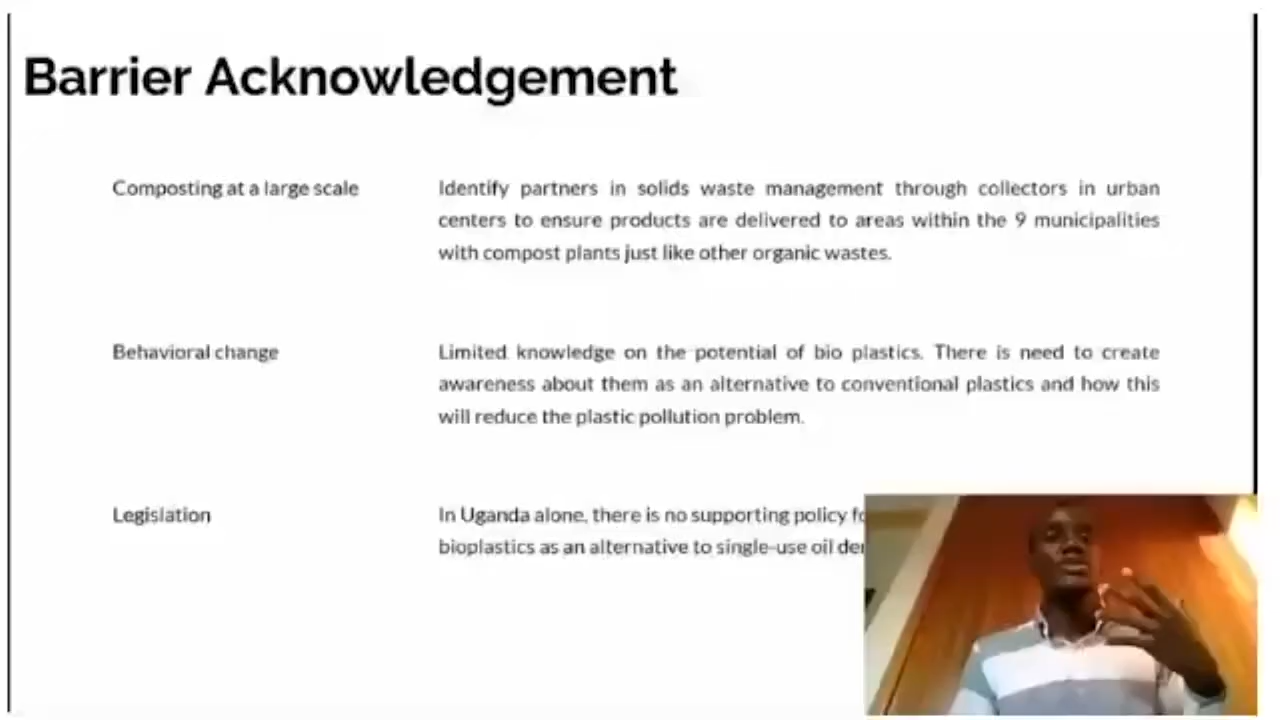 Barrier Acknowledgement
Composting at a large scale
Identify partners in solids waste management through collectors in urban
centers to ensure products are delivered to areas within the 9 municipalities
with compost plants just like other organic wastes.
Behavioral change
Limited knowledge on the potential of bio plastics. There is need to create
awareness about them as an alternative to conventional plastics and how this
will reduce the plastic pollution problem.
Legislation
In Uganda alone, there is no supporting policy
bioplastics as an alternative to single-use oil